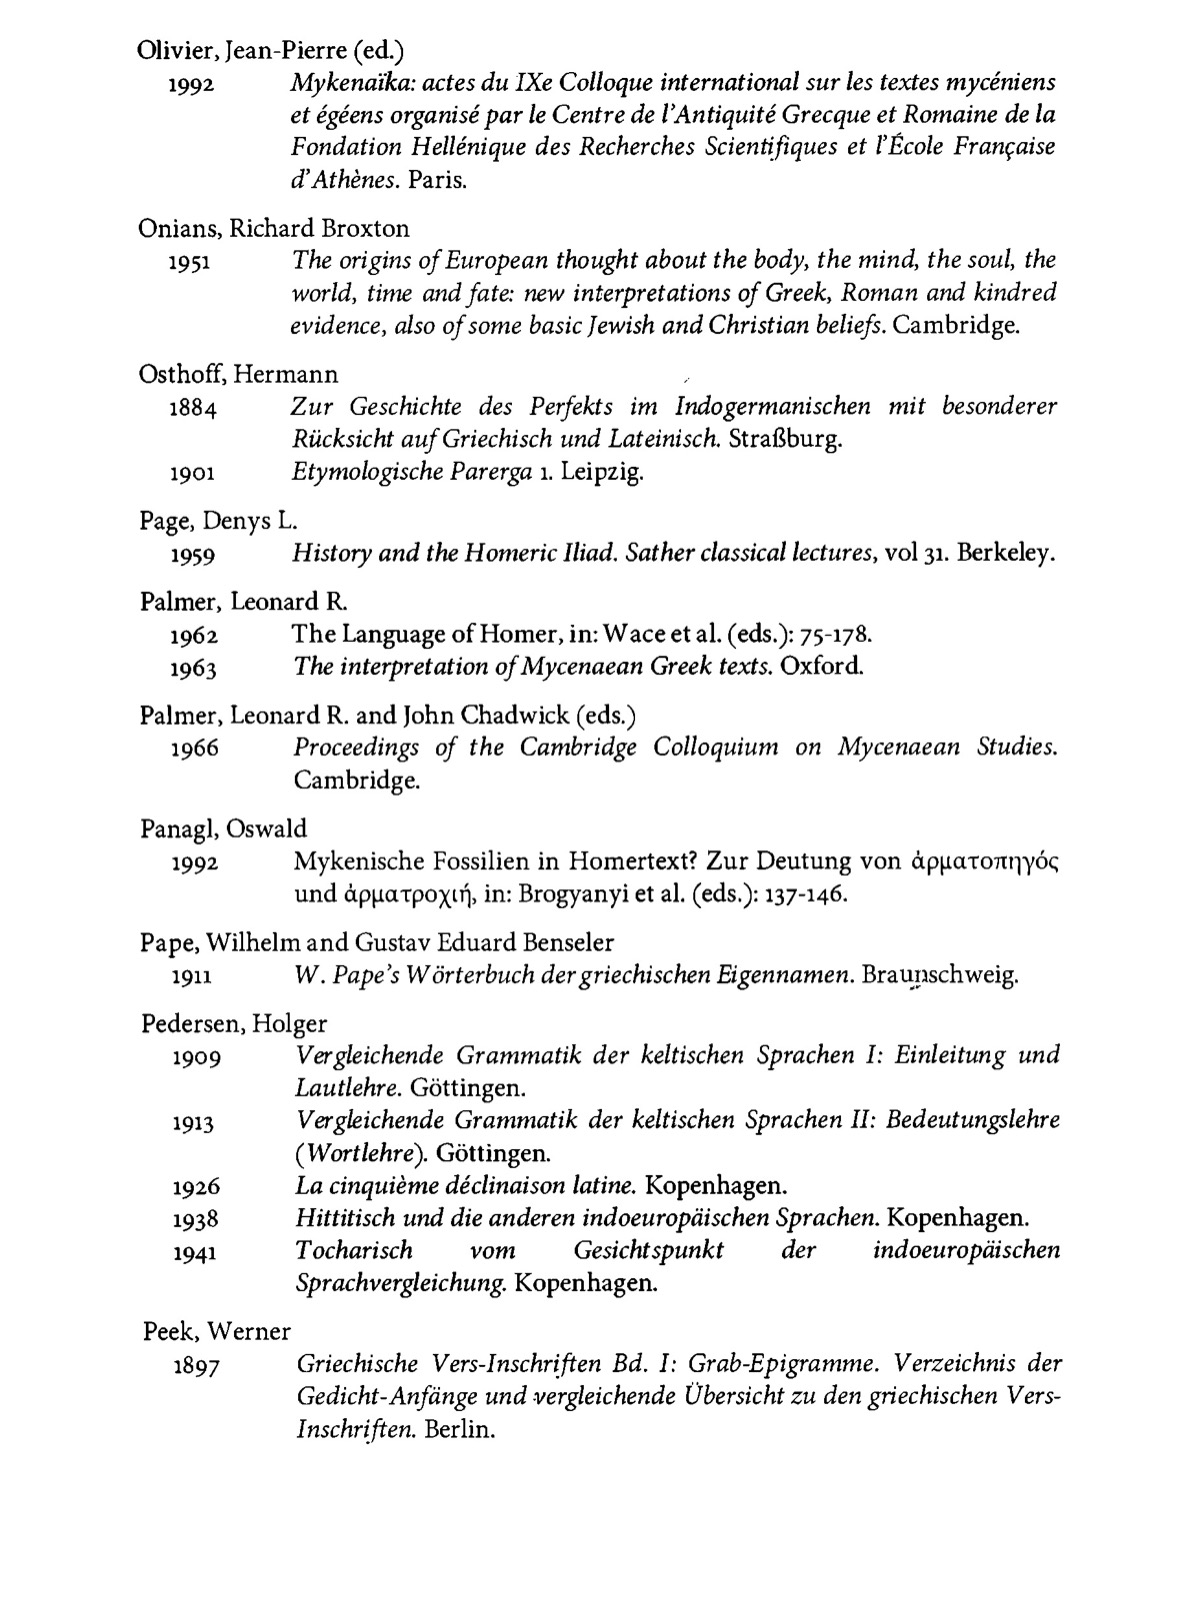 Olivier, Jean-Pierre (ed.)
1992 Mykenaïka: actes du IXe Colloque international sur les textes mycéniens
et égéens organisé par le Centre de l'Antiquité Grecque et Romaine de la
Fondation Hellénique des Recherches Scientifiques et l'École Française
d'Athènes. Paris.
Onians, Richard Broxton
1951 The origins of European thought about the body, the mind, the soul, the
world, time and fate: new interpretations of Greek, Roman and kindred
evidence, also of some basic Jewish and Christian beliefs. Cambridge.
Osthoff, Hermann
1884 Zur Geschichte des Perfekts im Indogermanischen mit besonderer
Rücksicht auf Griechisch und Lateinisch. Straßburg.
1901 Etymologische Parerga 1. Leipzig.
Page, Denys L.
1959 History and the Homeric Iliad. Sather classical lectures, vol 31. Berkeley.
Palmer, Leonard R.
1962 The Language of Homer, in: Wace et al. (eds.): 75-178.
1963 The interpretation of Mycenaean Greek texts. Oxford.
Palmer, Leonard R. and John Chadwick (eds.)
1966 Proceedings of the Cambridge Colloquium on Mycenaean Studies.
Cambridge.
Panagl, Oswald
1992 Mykenische Fossilien in Homertext? Zur Deutung von ἁρματοπηγός
und ἁρματροχιή, in: Brogyanyi et al. (eds.): 137-146.
Pape, Wilhelm and Gustav Eduard Benseler
1911 W. Pape's Wörterbuch der griechischen Eigennamen. Braunschweig.
Pedersen, Holger
1909 Vergleichende Grammatik der keltischen Sprachen I: Einleitung und
Lautlehre. Göttingen.
1913 Vergleichende Grammatik der keltischen Sprachen II: Bedeutungslehre
(Wortlehre). Göttingen.
1926 La cinquième déclinaison latine. Kopenhagen.
1938 Hittitisch und die anderen indoeuropäischen Sprachen. Kopenhagen.
1941 Tocharisch vom Gesichtspunkt der indoeuropäischen
Sprachvergleichung. Kopenhagen.
Peek, Werner
1897 Griechische Vers-Inschriften Bd. I: Grab-Epigramme. Verzeichnis der
Gedicht-Anfänge und vergleichende Übersicht zu den griechischen Vers-
Inschriften. Berlin.